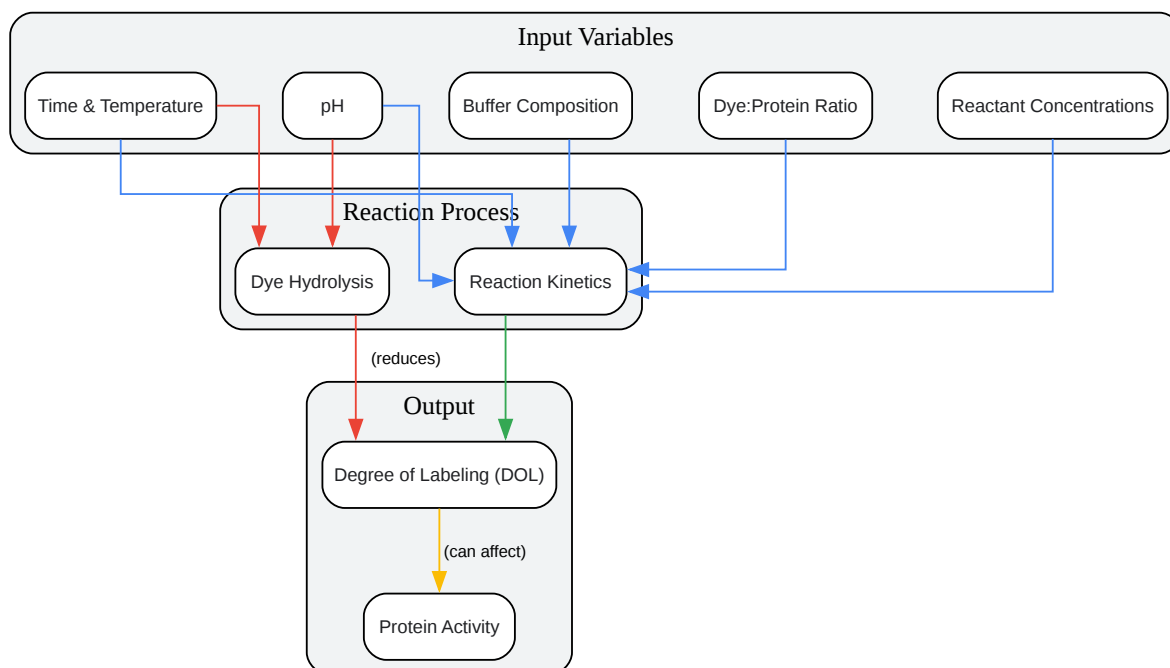 Input Variables
Time & Temperature
pH
Buffer Composition
Dye:Protein Ratio
Reactant Concentrations
Reaction Process
Dye Hydrolysis
Reaction Kinetics
(reduces)
Output
Degree of Labeling (DOL)
(can affect)
Protein Activity